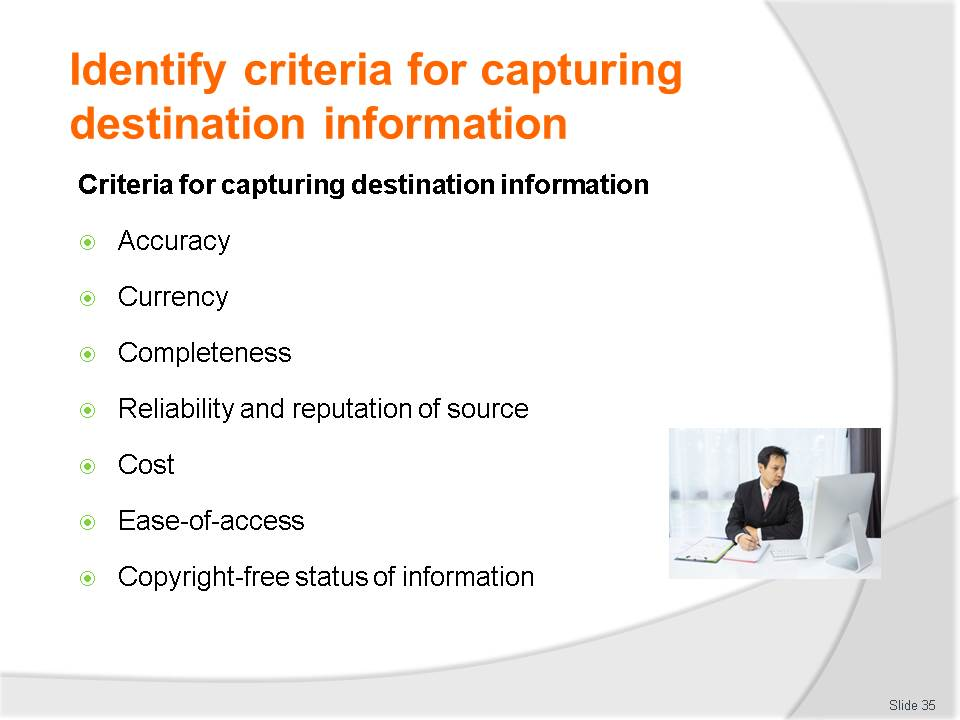 Identify criteria for capturing
destination information
Criteria for capturing destination information
Accuracy
Currency
Completeness
Reliability and reputation of source
Cost
Ease-of-access
Copyright-free status of information
Slide 35